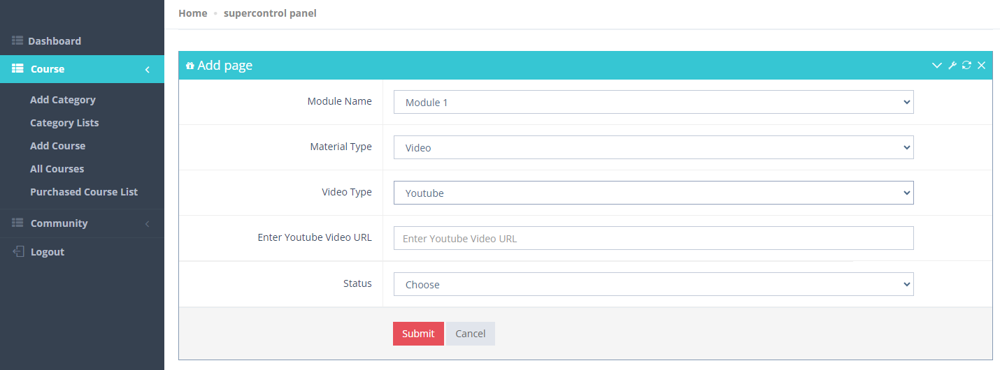 Home • supercontrol panel
Dashboard
Course
Add Category
Category Lists
Add Course
All Courses
Purchased Course List
Community
Logout
Add page
Module Name Module 1
Material Type Video
Video Type Youtube
Enter Youtube Video URL Enter Youtube Video URL
Status Choose
Submit Cancel